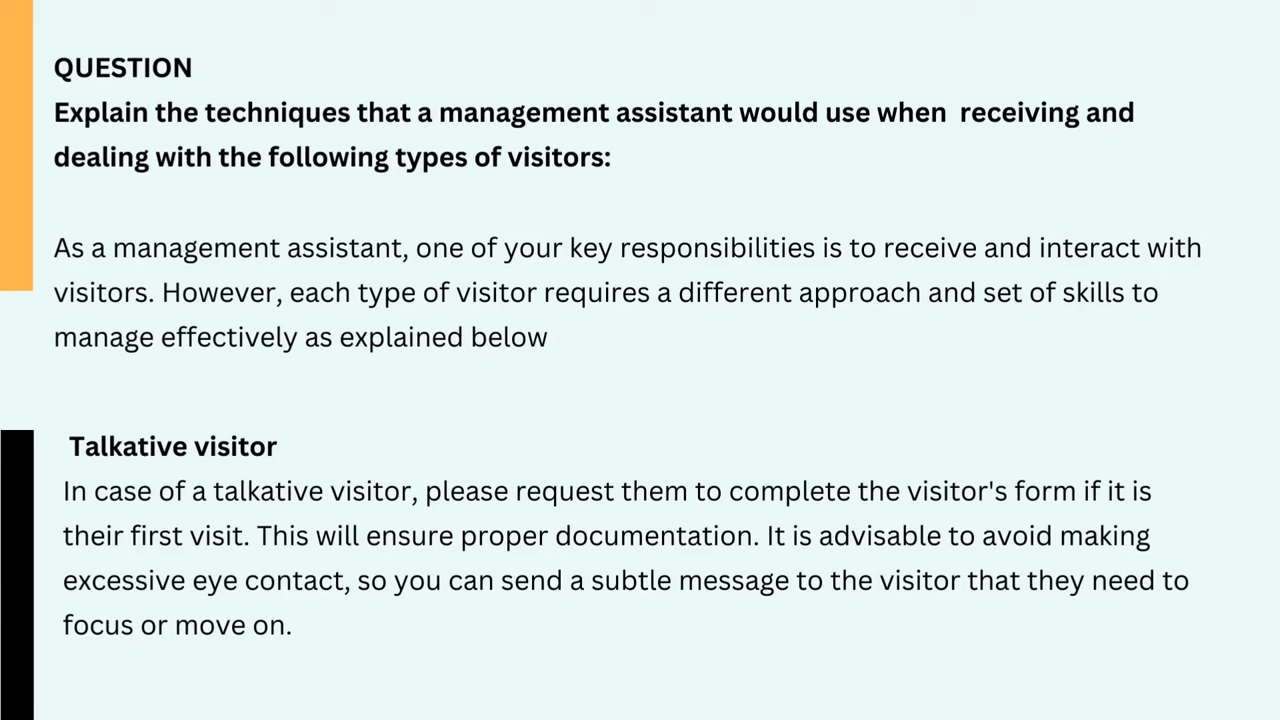 QUESTION
Explain the techniques that a management assistant would use when  receiving and
dealing with the following types of visitors:
As a management assistant, one of your key responsibilities is to receive and interact with
visitors. However, each type of visitor requires a different approach and set of skills to
manage effectively as explained below
Talkative visitor
In case of a talkative visitor, please request them to complete the visitor's form if it is
their first visit. This will ensure proper documentation. It is advisable to avoid making
excessive eye contact, so you can send a subtle message to the visitor that they need to
focus or move on.